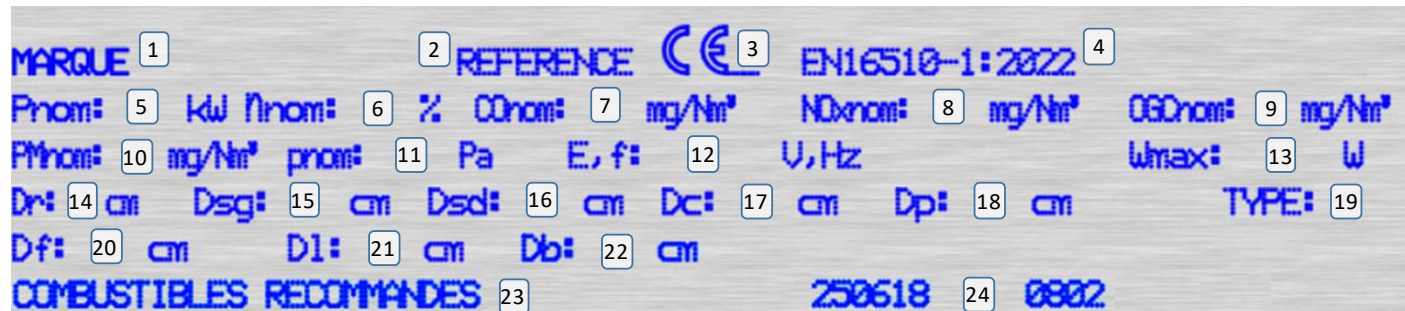 MARQUE 1 2 REFERENCE CE 3 EN16510-1:2022 4
Pnom: 5 kW ηnom: 6 % COnom: 7 mg/Nm³ NOxnom: 8 mg/Nm³ OGCnom: 9 mg/Nm³
PMnom: 10 mg/Nm³ pnom: 11 Pa E,f: 12 V,Hz Wmax: 13 W
Dr: 14 cm Dsg: 15 cm Dsd: 16 cm Dc: 17 cm Dp: 18 cm TYPE: 19
Df: 20 cm Dl: 21 cm Db: 22 cm
COMBUSTIBLES RECOMMANDES 23 250618 24 0802